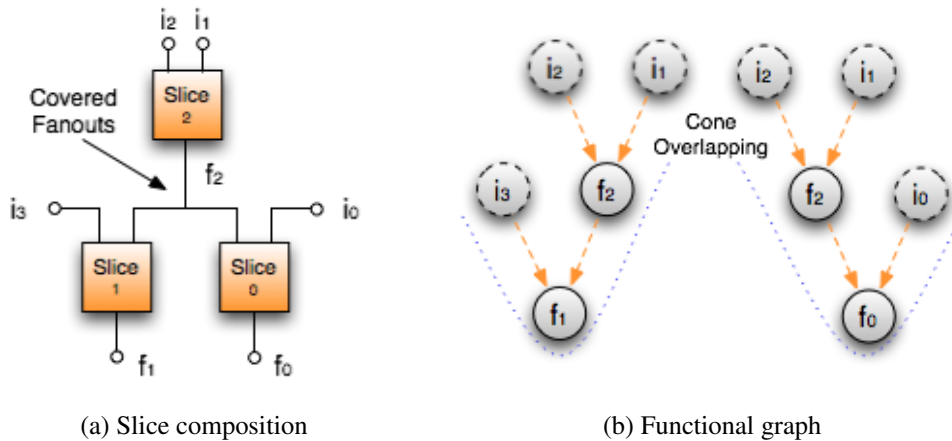 i₂ i₁
Slice
2
Covered
Fanouts
f₂
i₃
i₀
Slice
1
Slice
0
f₁
f₀
(a) Slice composition
i₂
i₁
i₂
i₁
Cone
Overlapping
i₃
f₂
f₂
i₀
f₁
f₀
(b) Functional graph